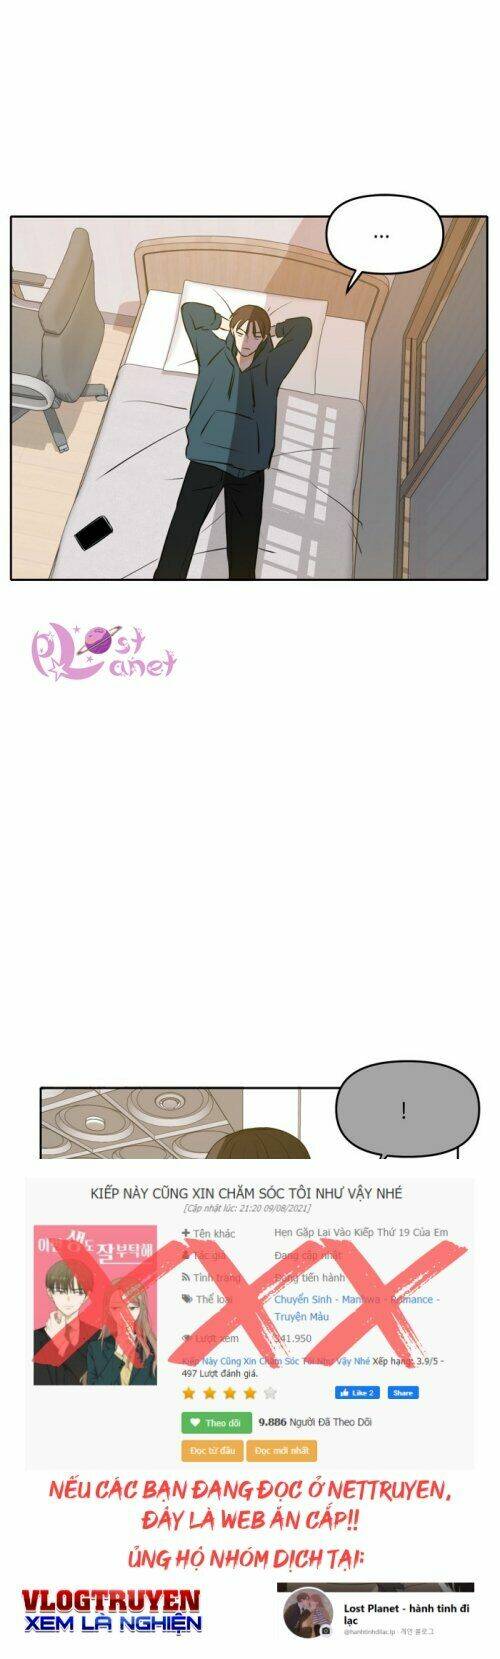 ...
Lost
Planet
!
KIẾP NÀY CŨNG XIN CHĂM SÓC TÔI NHƯ VẬY NHÉ
[Cập nhật lúc: 21:20 09/08/2021]
이번 생도 잘 부탁해
Tên khác Hẹn Gặp Lại Vào Kiếp Thứ 19 Của Em
Tác giả Đang cập nhật
Tình trạng Đang tiến hành
Thể loại Chuyển Sinh - Manhwa - Romance -
Truyện Màu
Lượt xem 341.950
Kiếp Này Cũng Xin Chăm Sóc Tôi Như Vậy Nhé Xếp hạng: 3.9/5 -
497 Lượt đánh giá.
Like 2 Share
Theo dõi 9.886 Người Đã Theo Dõi
Đọc từ đầu Đọc mới nhất
NẾU CÁC BẠN ĐANG ĐỌC Ở NETTRUYEN,
ĐÂY LÀ WEB ĂN CẮP!!
ỦNG HỘ NHÓM DỊCH TẠI:
VLOGTRUYEN
XEM LÀ NGHIỆN
Lost Planet - hành tinh đi
lạc
@hanhtinhdilac.lp · 개인 블로그